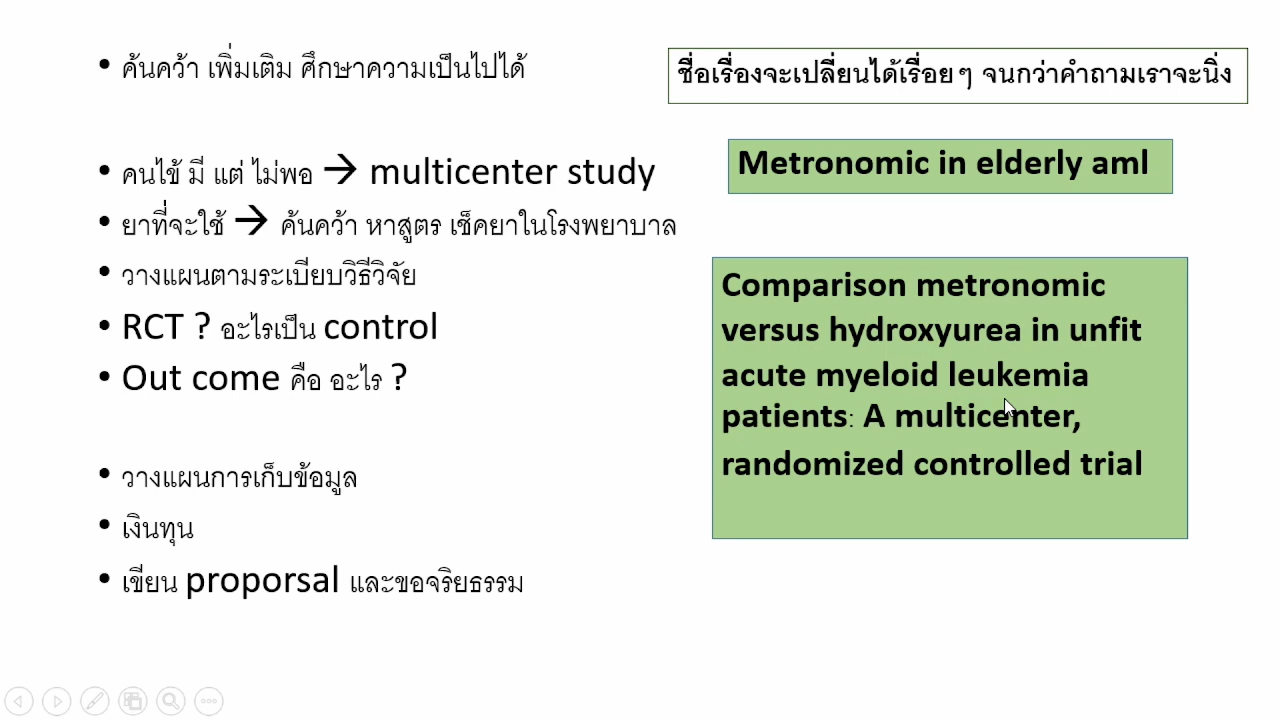 • ค้นคว้า เพิ่มเติม ศึกษาความเป็นไปได้
• คนไข้ มี แต่ ไม่พอ → multicenter study
• ยาที่จะใช้ → ค้นคว้า หาสูตร เช็คยาในโรงพยาบาล
• วางแผนตามระเบียบวิธีวิจัย
• RCT ? อะไรเป็น control
• Out come คือ อะไร ?
• วางแผนการเก็บข้อมูล
• เงินทุน
• เขียน proporsal และขอจริยธรรม
ชื่อเรื่องจะเปลี่ยนได้เรื่อยๆ จนกว่าคำถามเราจะนิ่ง
Metronomic in elderly aml
Comparison metronomic
versus hydroxyurea in unfit
acute myeloid leukemia
patients: A multicenter,
randomized controlled trial